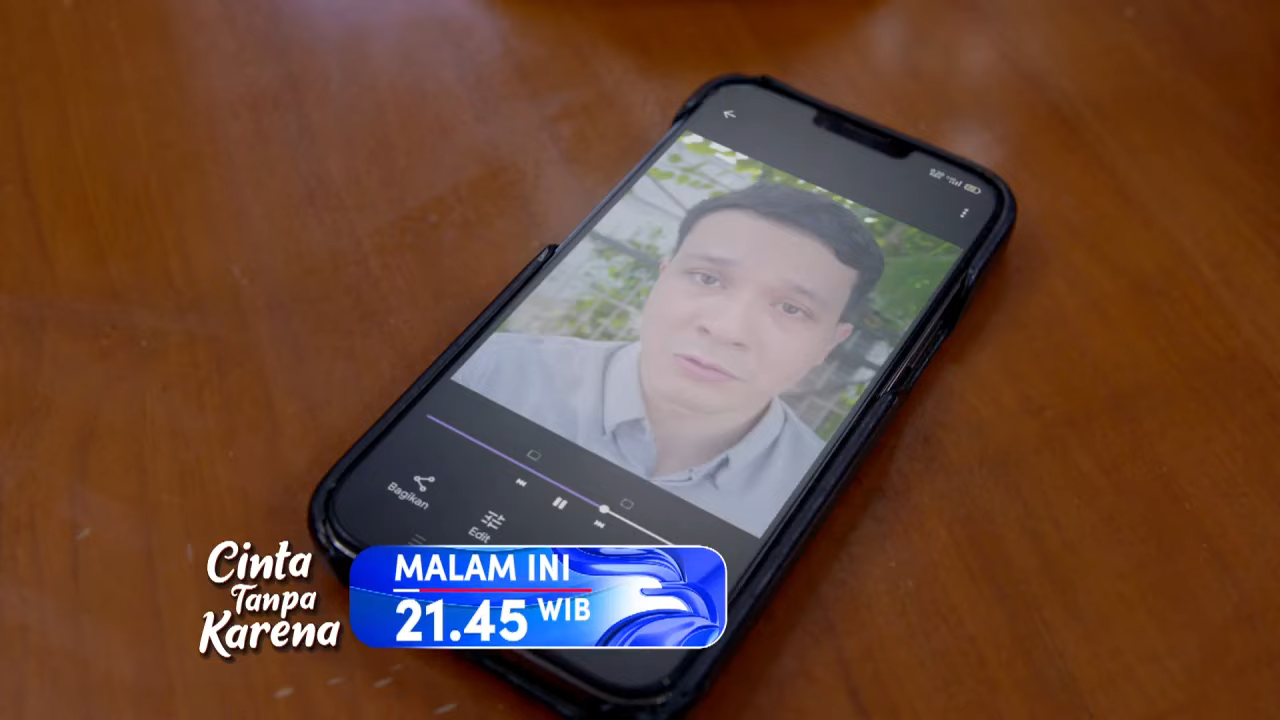 Bagikan
Edit
Cinta
Tanpa
Karena
MALAM INI
21.45 WIB